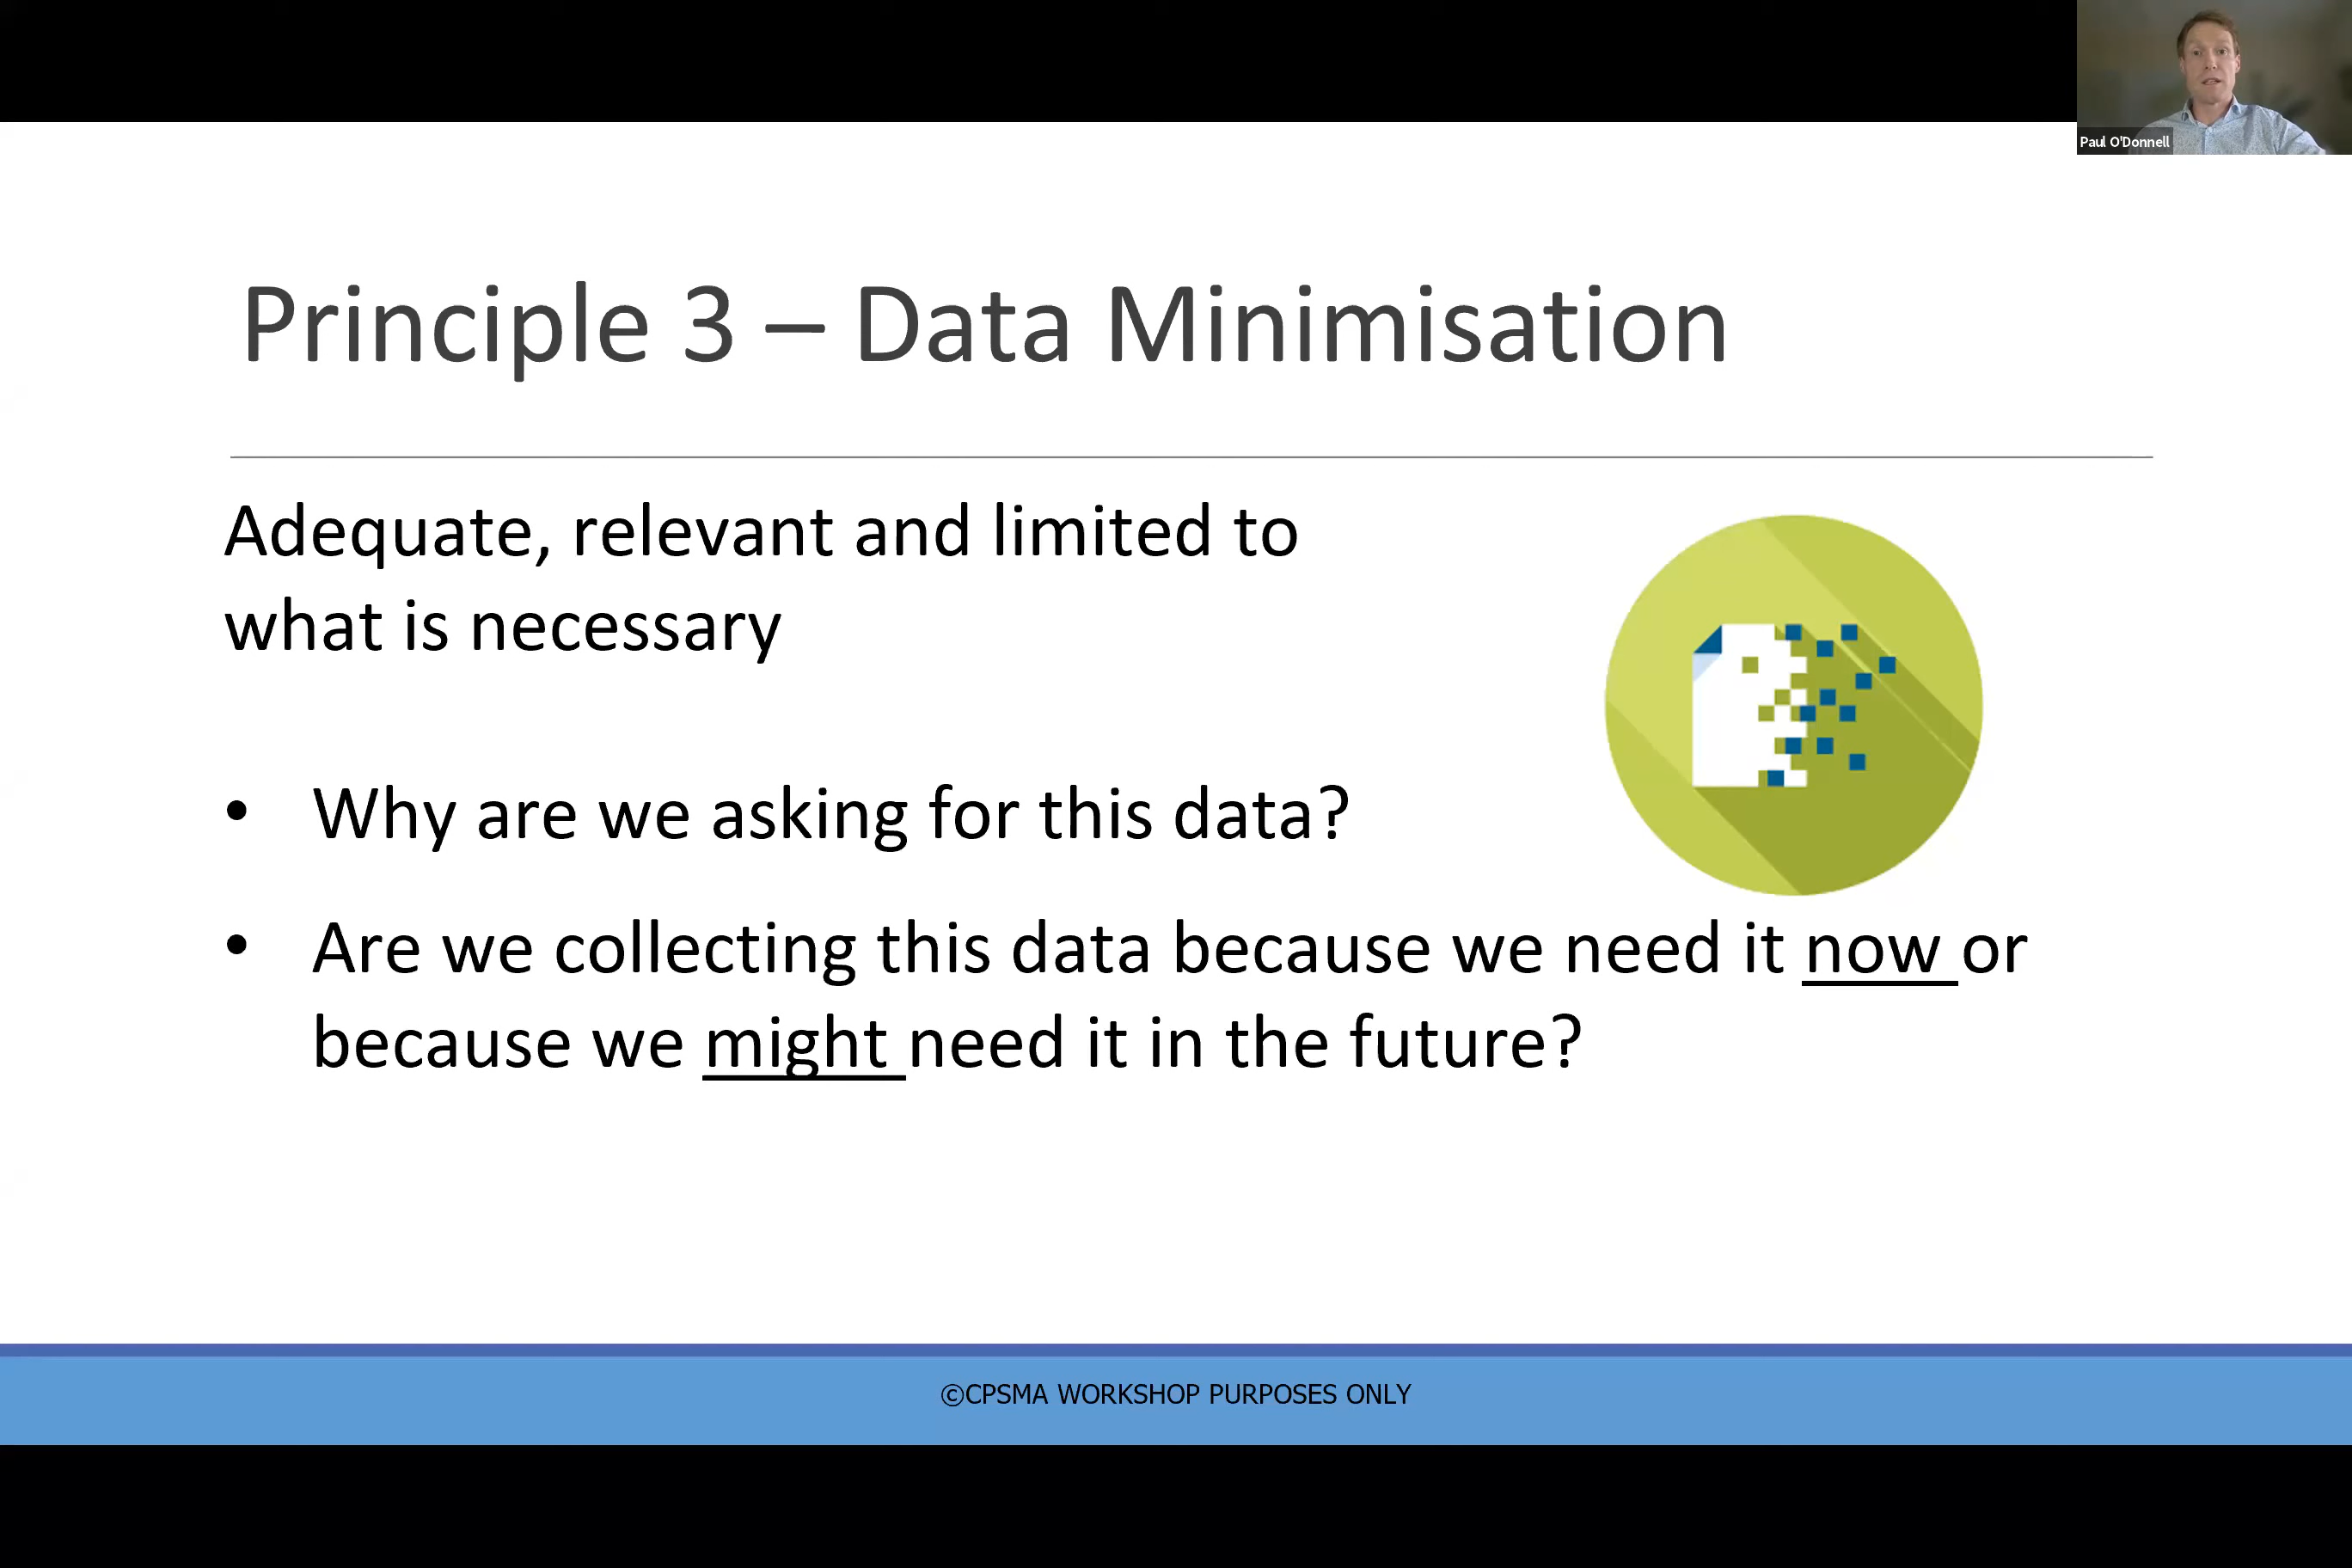 Paul O'Donnell
Principle 3 – Data Minimisation
Adequate, relevant and limited to
what is necessary
• Why are we asking for this data?
• Are we collecting this data because we need it now or
because we might need it in the future?
©CPSMA WORKSHOP PURPOSES ONLY